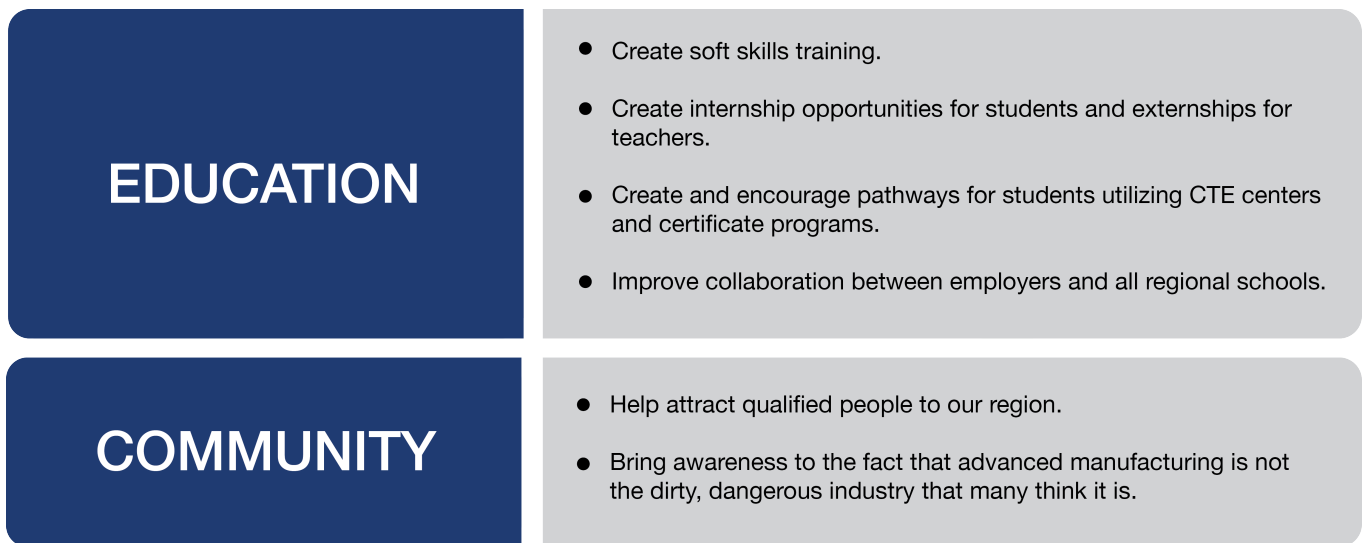 EDUCATION
● Create soft skills training.
● Create internship opportunities for students and externships for
teachers.
● Create and encourage pathways for students utilizing CTE centers
and certificate programs.
● Improve collaboration between employers and all regional schools.
COMMUNITY
● Help attract qualified people to our region.
● Bring awareness to the fact that advanced manufacturing is not
the dirty, dangerous industry that many think it is.